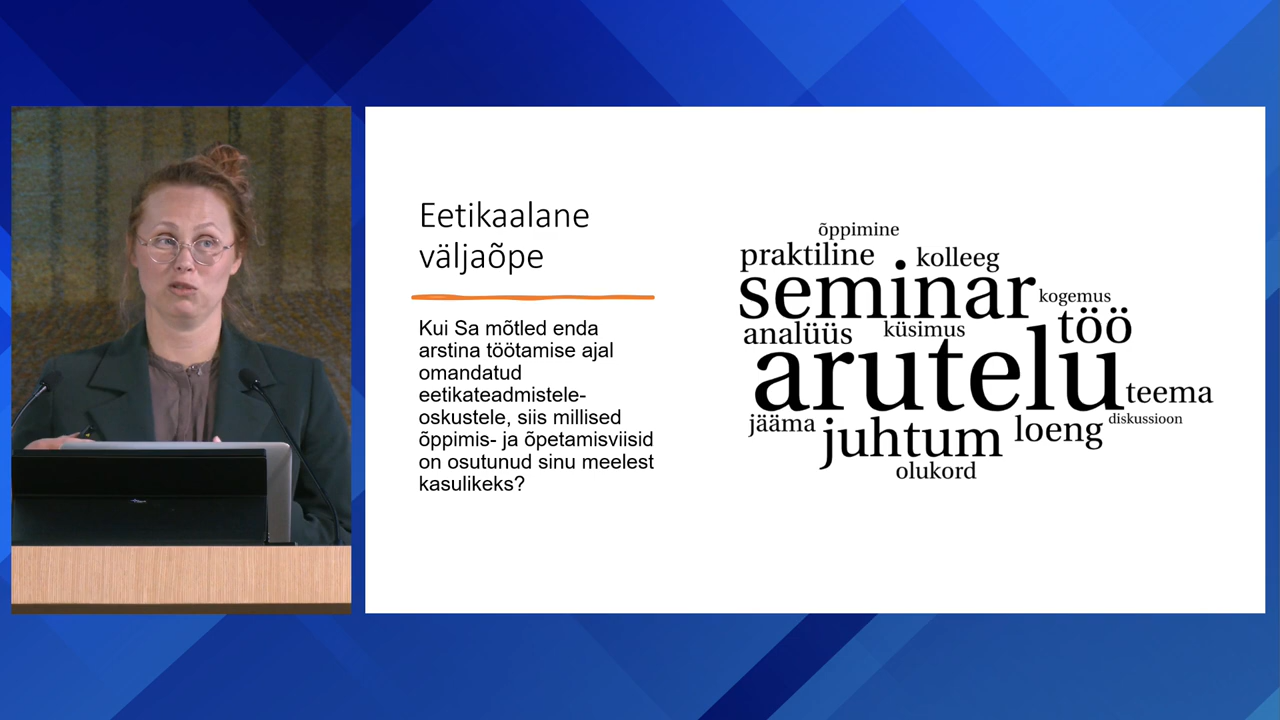 Eetikaalane
väljaõpe
Kui Sa mõtled enda
arstina töötamise ajal
omandatud
eetikateadmistele-
oskustele, siis millised
õppimis- ja õpetamisviisid
on osutunud sinu meelest
kasulikeks?
õppimine
praktiline kolleeg
seminar kogemus
analüüs küsimus töö
arutelu teema
jääma juhtum loeng diskussioon
olukord